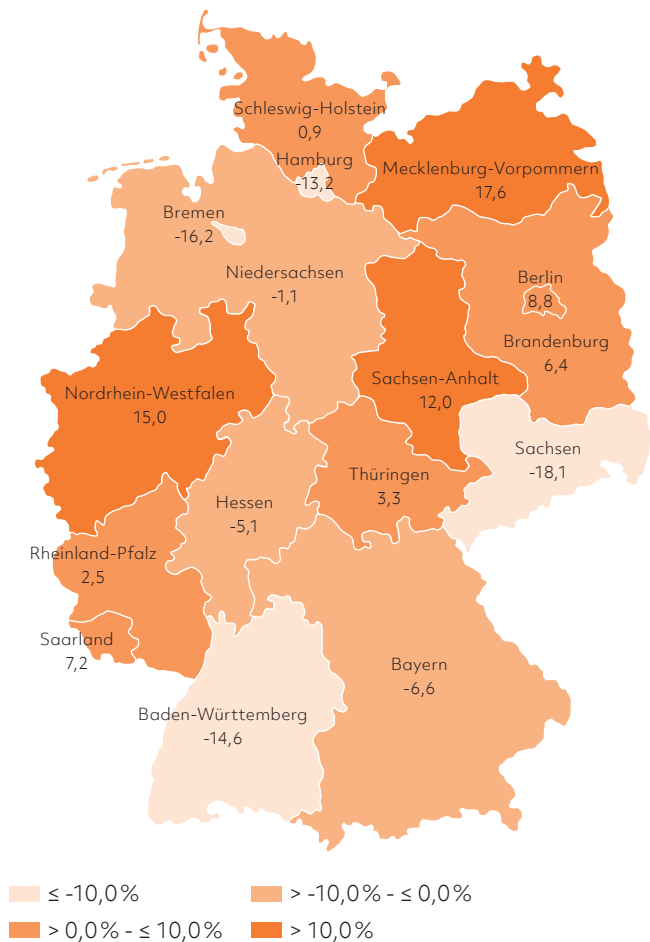 Schleswig-Holstein
0,9
Hamburg
-13,2
Mecklenburg-Vorpommern
17,6
Bremen
-16,2
Niedersachsen
-1,1
Berlin
8,8
Brandenburg
6,4
Nordrhein-Westfalen
15,0
Sachsen-Anhalt
12,0
Sachsen
-18,1
Thüringen
3,3
Hessen
-5,1
Rheinland-Pfalz
2,5
Saarland
7,2
Bayern
-6,6
Baden-Württemberg
-14,6
≤ -10,0% > -10,0% - ≤ 0,0%
> 0,0% - ≤ 10,0% > 10,0%